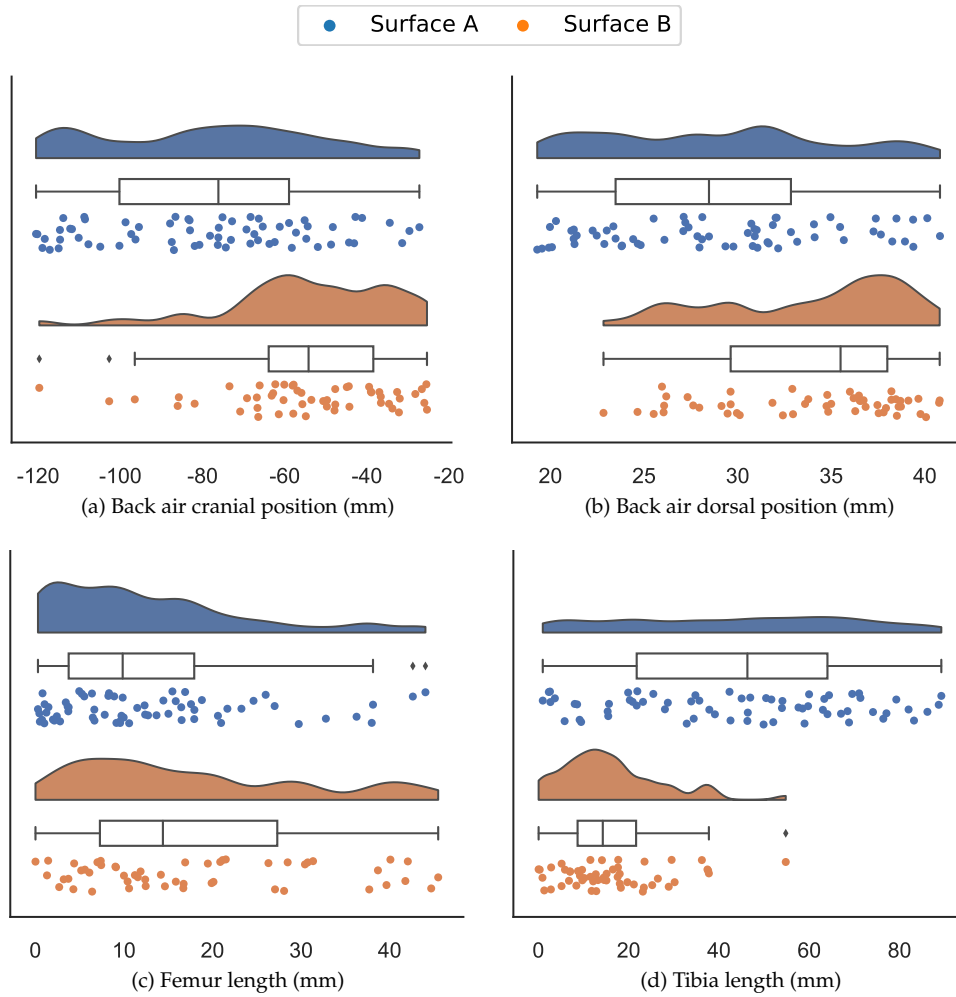 Surface A Surface B
-120 -100 -80 -60 -40 -20
20 25 30 35 40
(a) Back air cranial position (mm)
(b) Back air dorsal position (mm)
0 10 20 30 40
0 20 40 60 80
(c) Femur length (mm)
(d) Tibia length (mm)